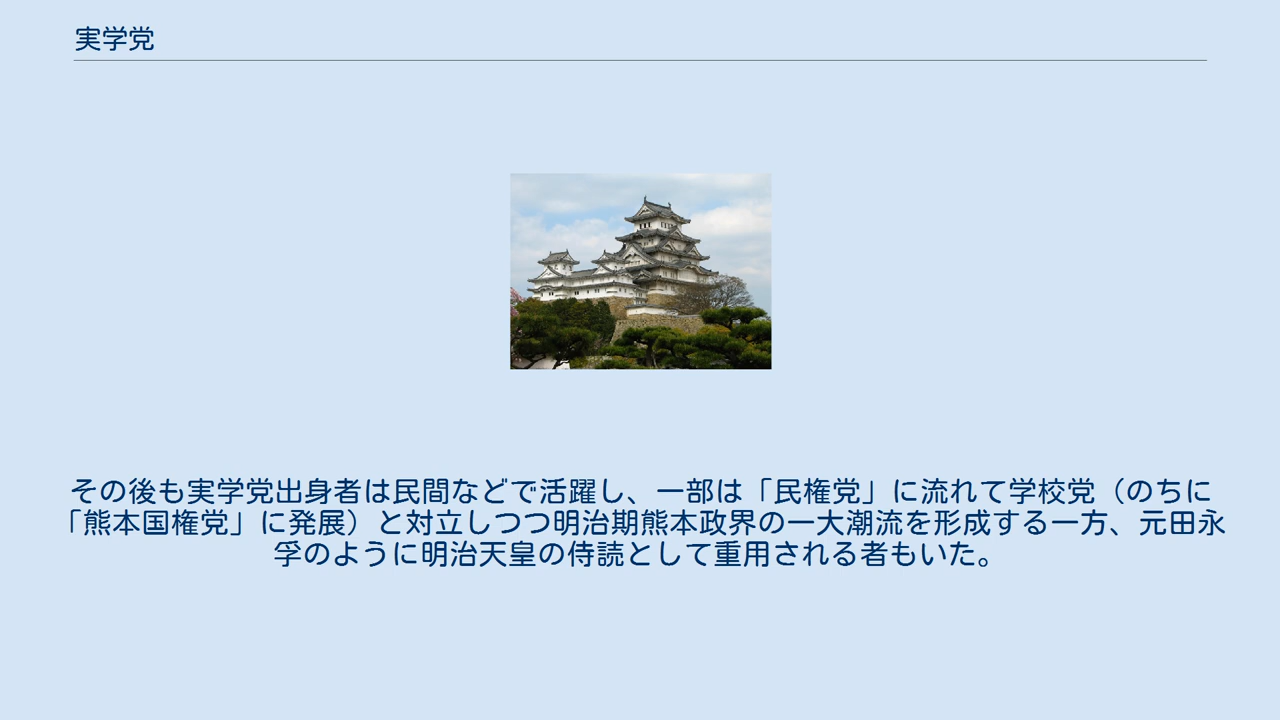 実学党
その後も実学党出身者は民間などで活躍し、一部は「民権党」に流れて学校党（のちに
「熊本国権党」に発展）と対立しつつ明治期熊本政界の一大潮流を形成する一方、元田永
孚のように明治天皇の侍読として重用される者もいた。